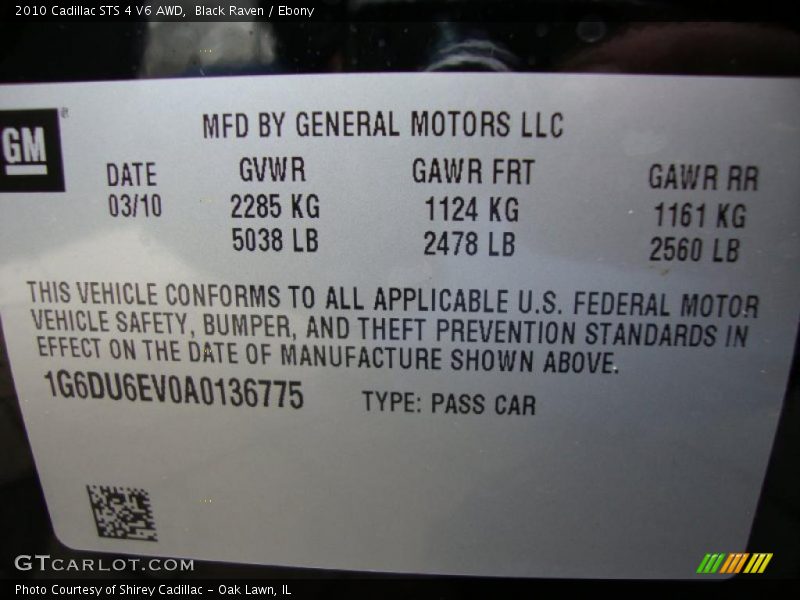 2010 Cadillac STS 4 V6 AWD, Black Raven / Ebony
GM®
MFD BY GENERAL MOTORS LLC
DATE GVWR GAWR FRT GAWR RR
03/10 2285 KG 1124 KG 1161 KG
5038 LB 2478 LB 2560 LB
THIS VEHICLE CONFORMS TO ALL APPLICABLE U.S. FEDERAL MOTOR
VEHICLE SAFETY, BUMPER, AND THEFT PREVENTION STANDARDS IN
EFFECT ON THE DATE OF MANUFACTURE SHOWN ABOVE.
1G6DU6EV0A0136775 TYPE: PASS CAR
GTCARLOT.COM
Photo Courtesy of Shirey Cadillac - Oak Lawn, IL